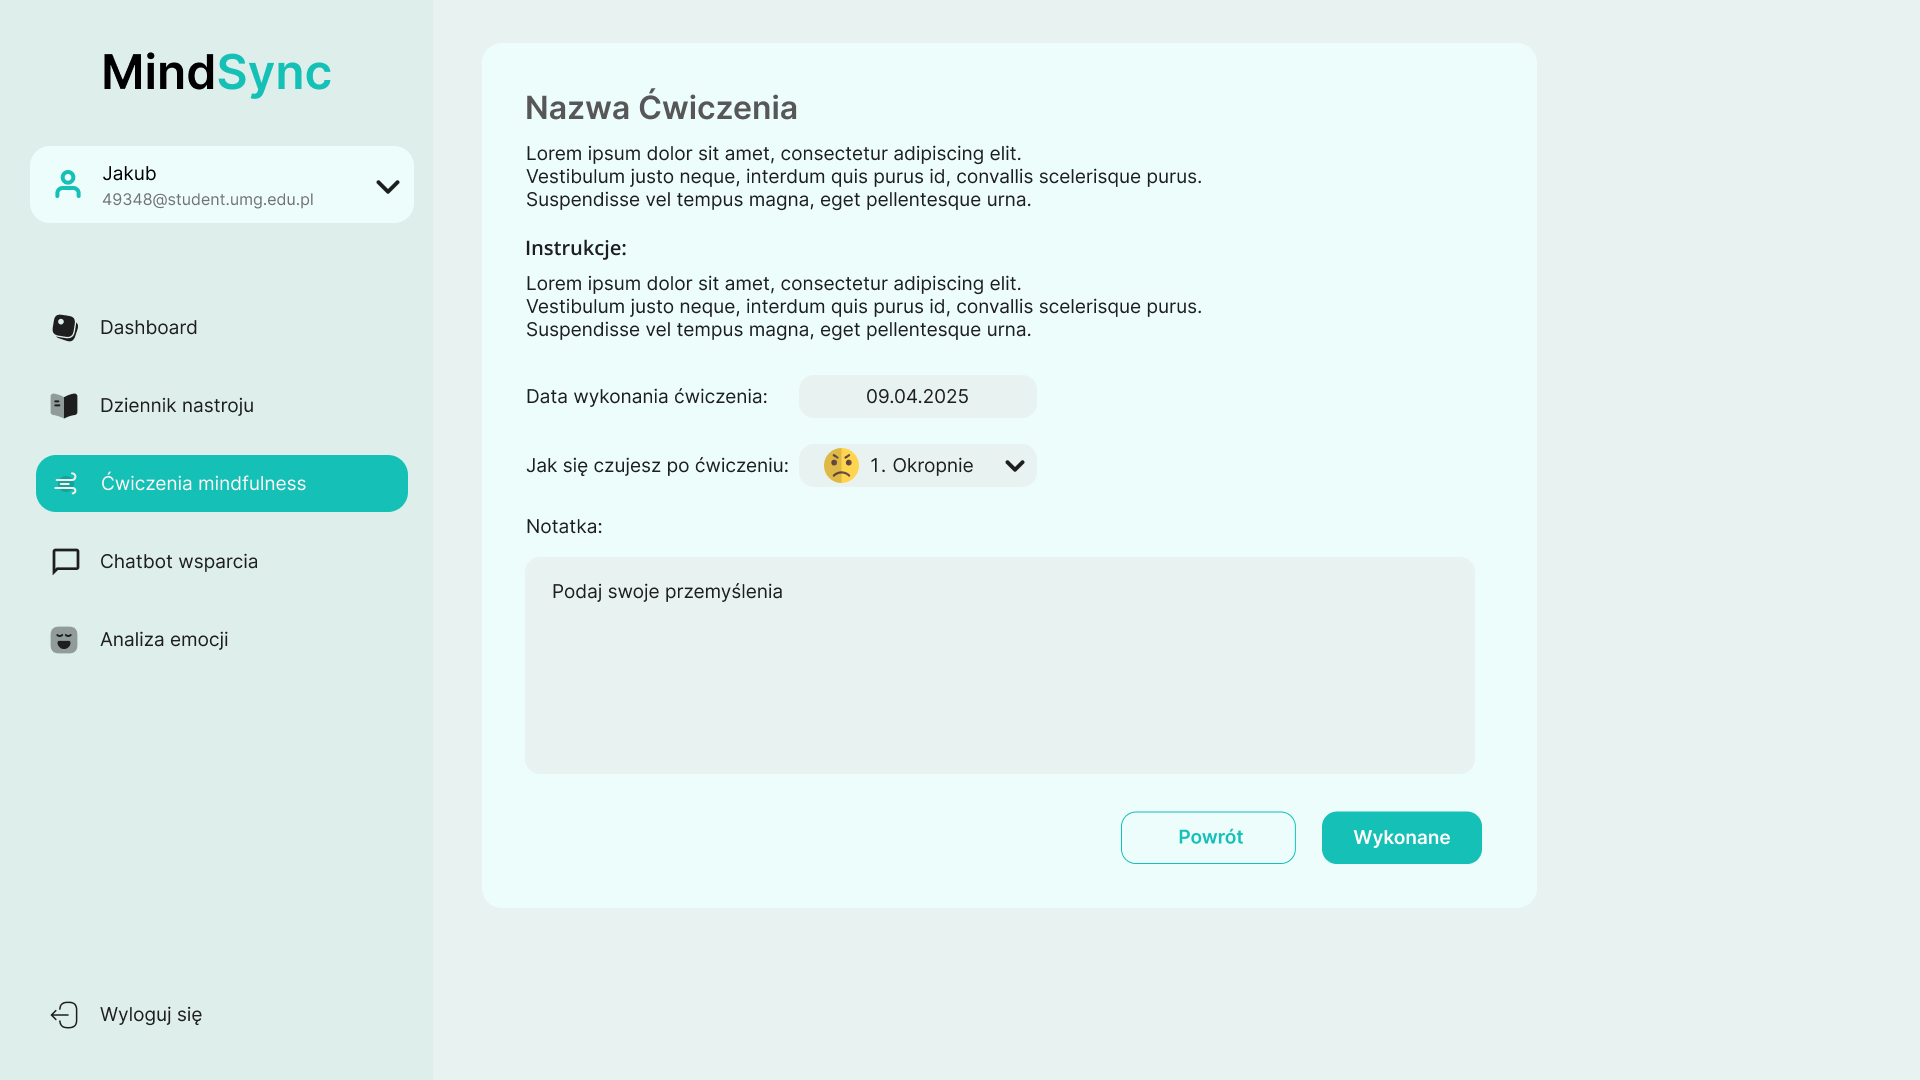 MindSync
Jakub
49348@student.umg.edu.pl
Dashboard
Dziennik nastroju
Ćwiczenia mindfulness
Chatbot wsparcia
Analiza emocji
Wyloguj się
Nazwa Ćwiczenia
Lorem ipsum dolor sit amet, consectetur adipiscing elit.
Vestibulum justo neque, interdum quis purus id, convallis scelerisque purus.
Suspendisse vel tempus magna, eget pellentesque urna.
Instrukcje:
Lorem ipsum dolor sit amet, consectetur adipiscing elit.
Vestibulum justo neque, interdum quis purus id, convallis scelerisque purus.
Suspendisse vel tempus magna, eget pellentesque urna.
Data wykonania ćwiczenia: 09.04.2025
Jak się czujesz po ćwiczeniu: 1. Okropnie
Notatka:
Podaj swoje przemyślenia
Powrót Wykonane